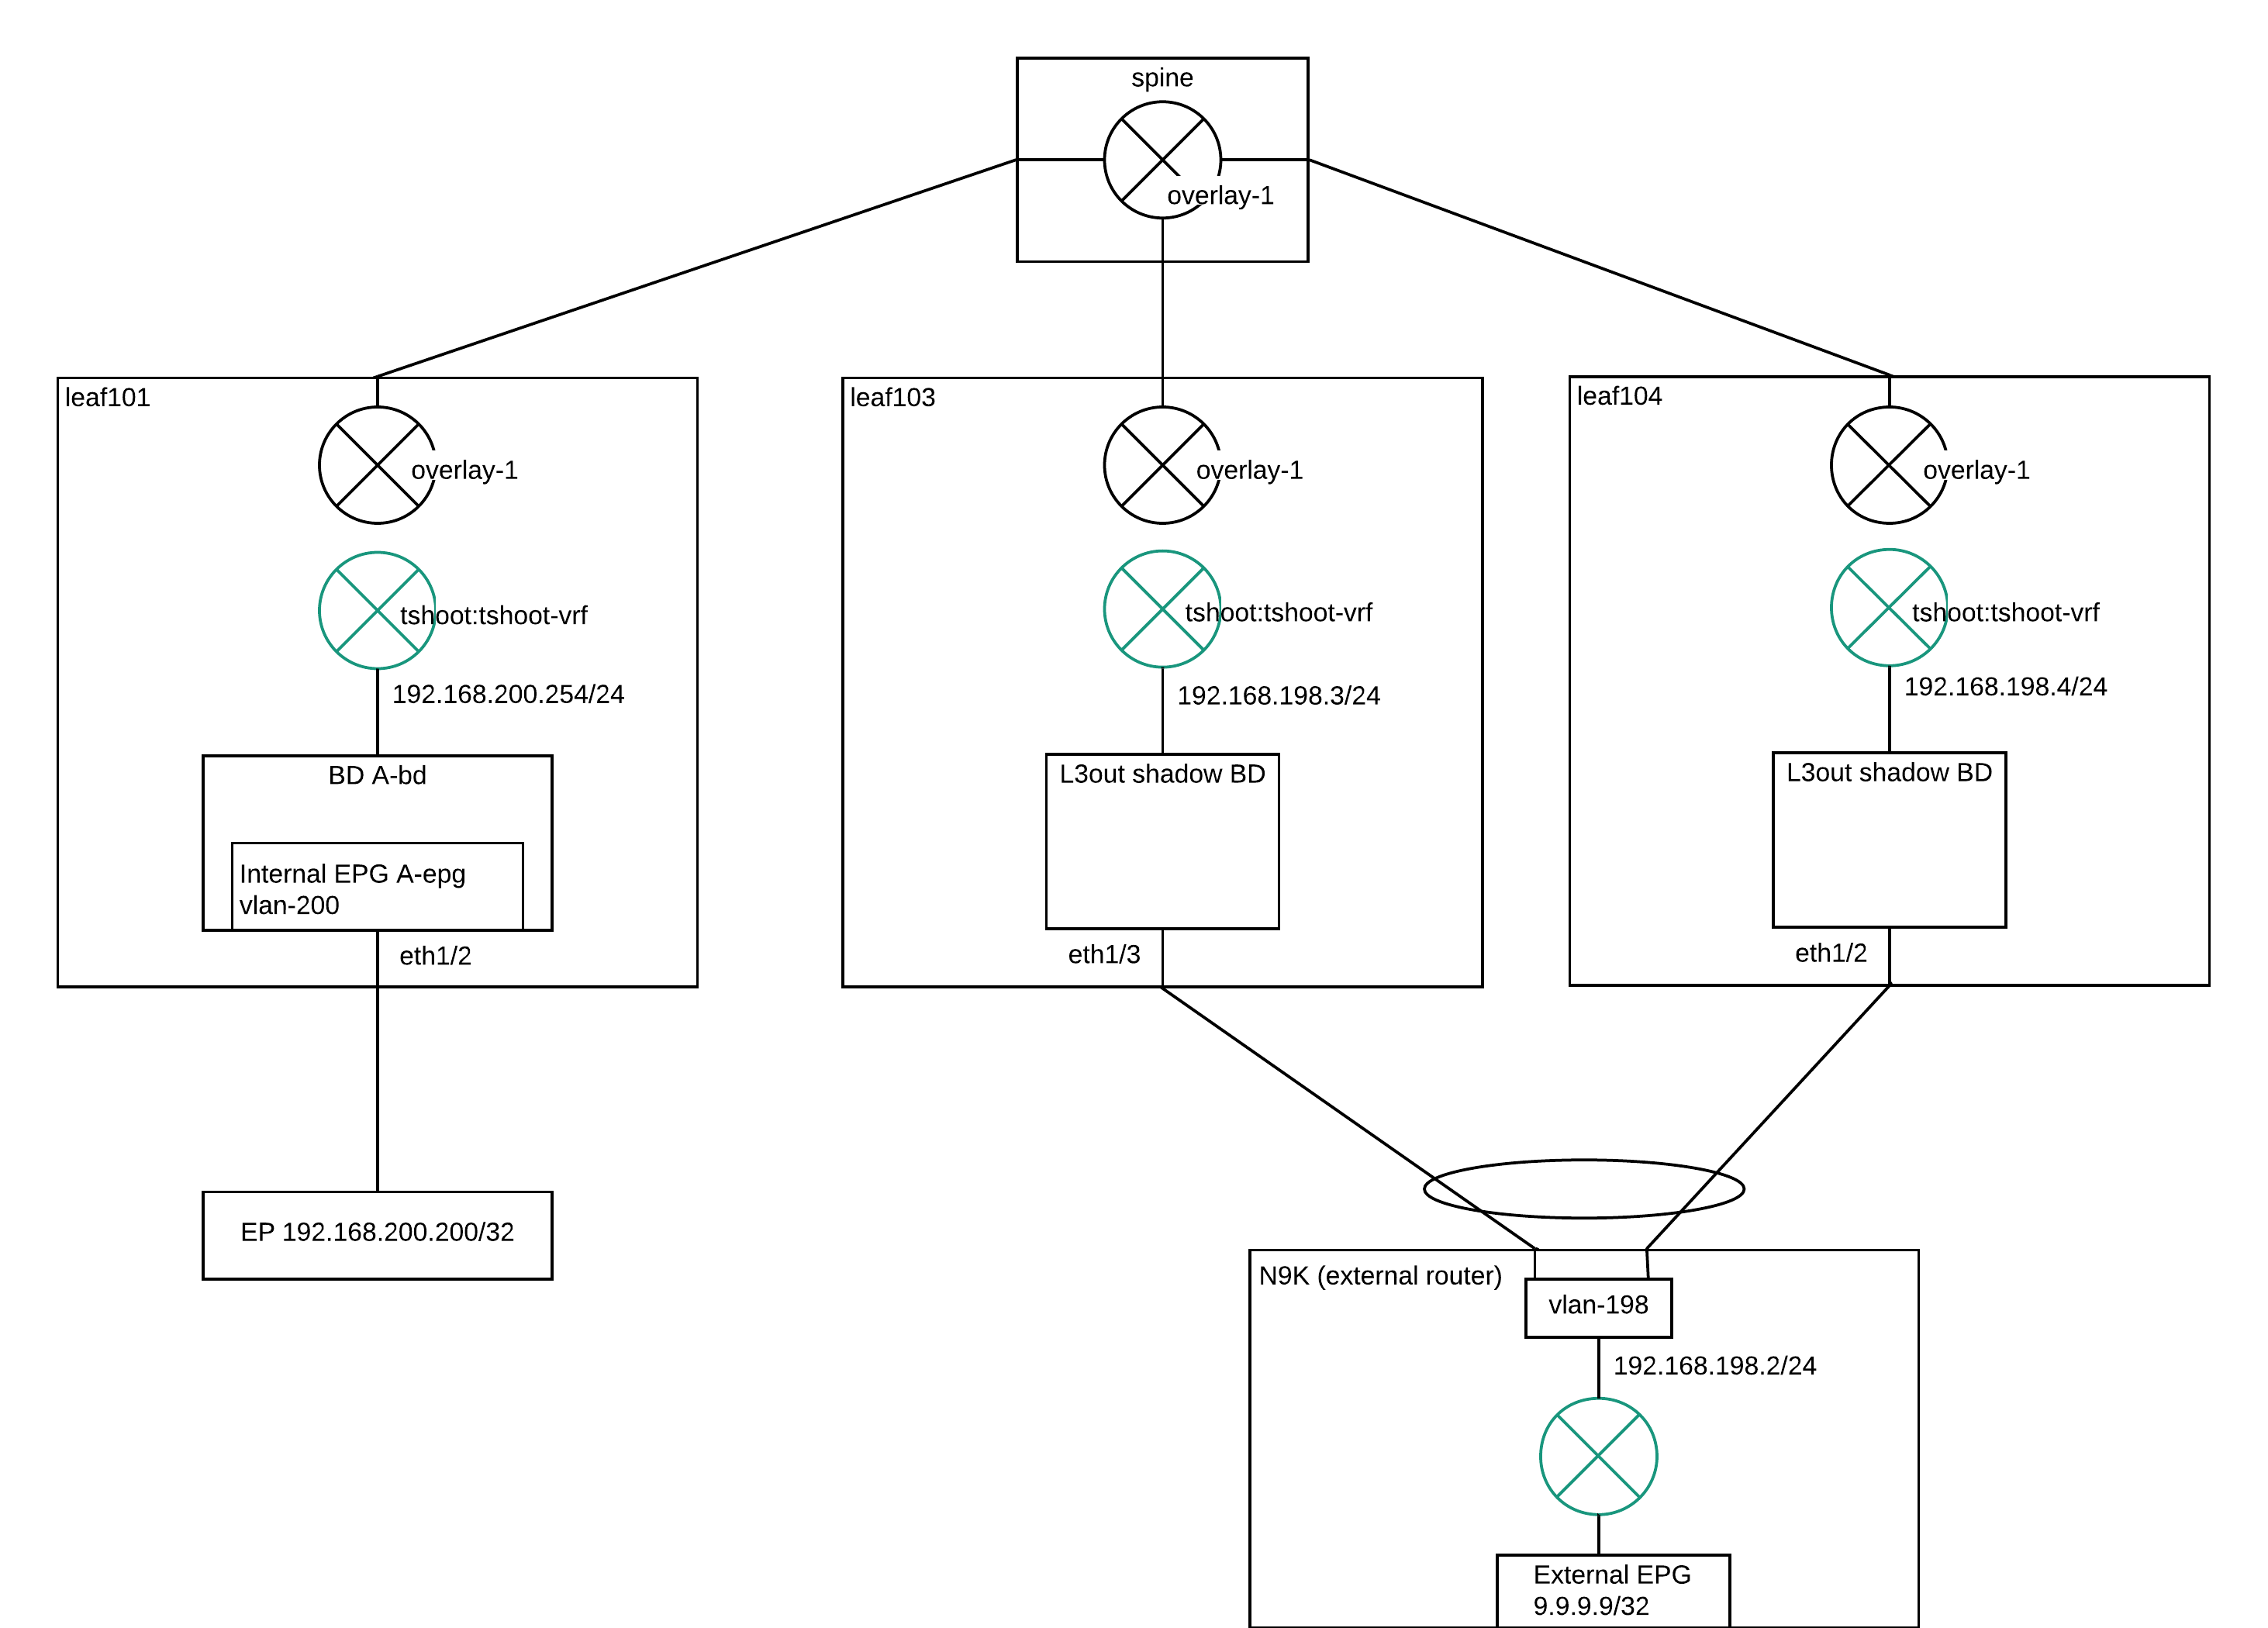 spine
overlay-1
leaf101
overlay-1
tshoot:tshoot-vrf
192.168.200.254/24
BD A-bd
Internal EPG A-epg
vlan-200
eth1/2
EP 192.168.200.200/32
leaf103
overlay-1
tshoot:tshoot-vrf
192.168.198.3/24
L3out shadow BD
eth1/3
leaf104
overlay-1
tshoot:tshoot-vrf
192.168.198.4/24
L3out shadow BD
eth1/2
N9K (external router)
vlan-198
192.168.198.2/24
External EPG
9.9.9.9/32